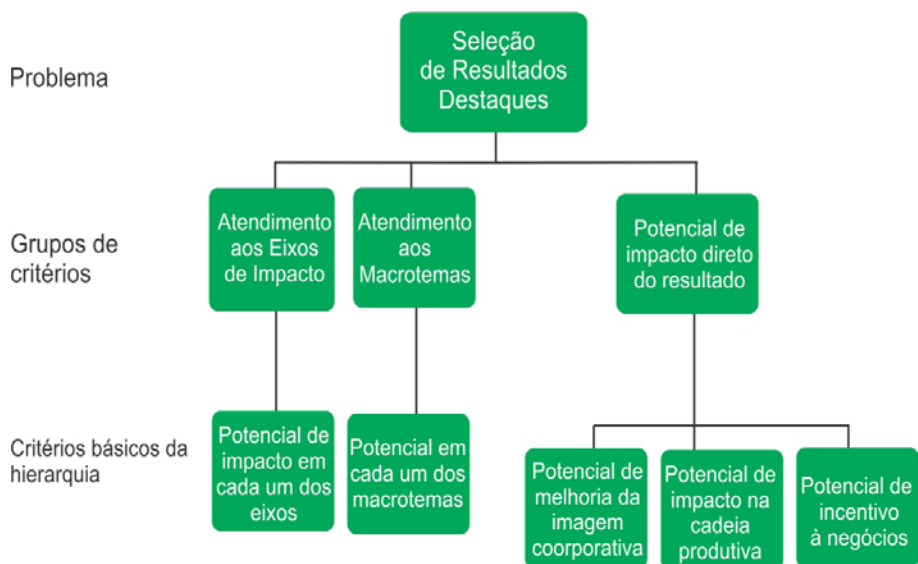 Problema
Seleção
de Resultados
Destaques
Grupos de
critérios
Atendimento
aos Eixos
de Impacto
Atendimento
aos
Macrotemas
Potencial de
impacto direto
do resultado
Critérios básicos da
hierarquia
Potencial de
impacto em
cada um dos
eixos
Potencial em
cada um dos
macrotemas
Potencial de
melhoria da
imagem
coorporativa
Potencial de
impacto na
cadeia
produtiva
Potencial de
incentivo
à negócios